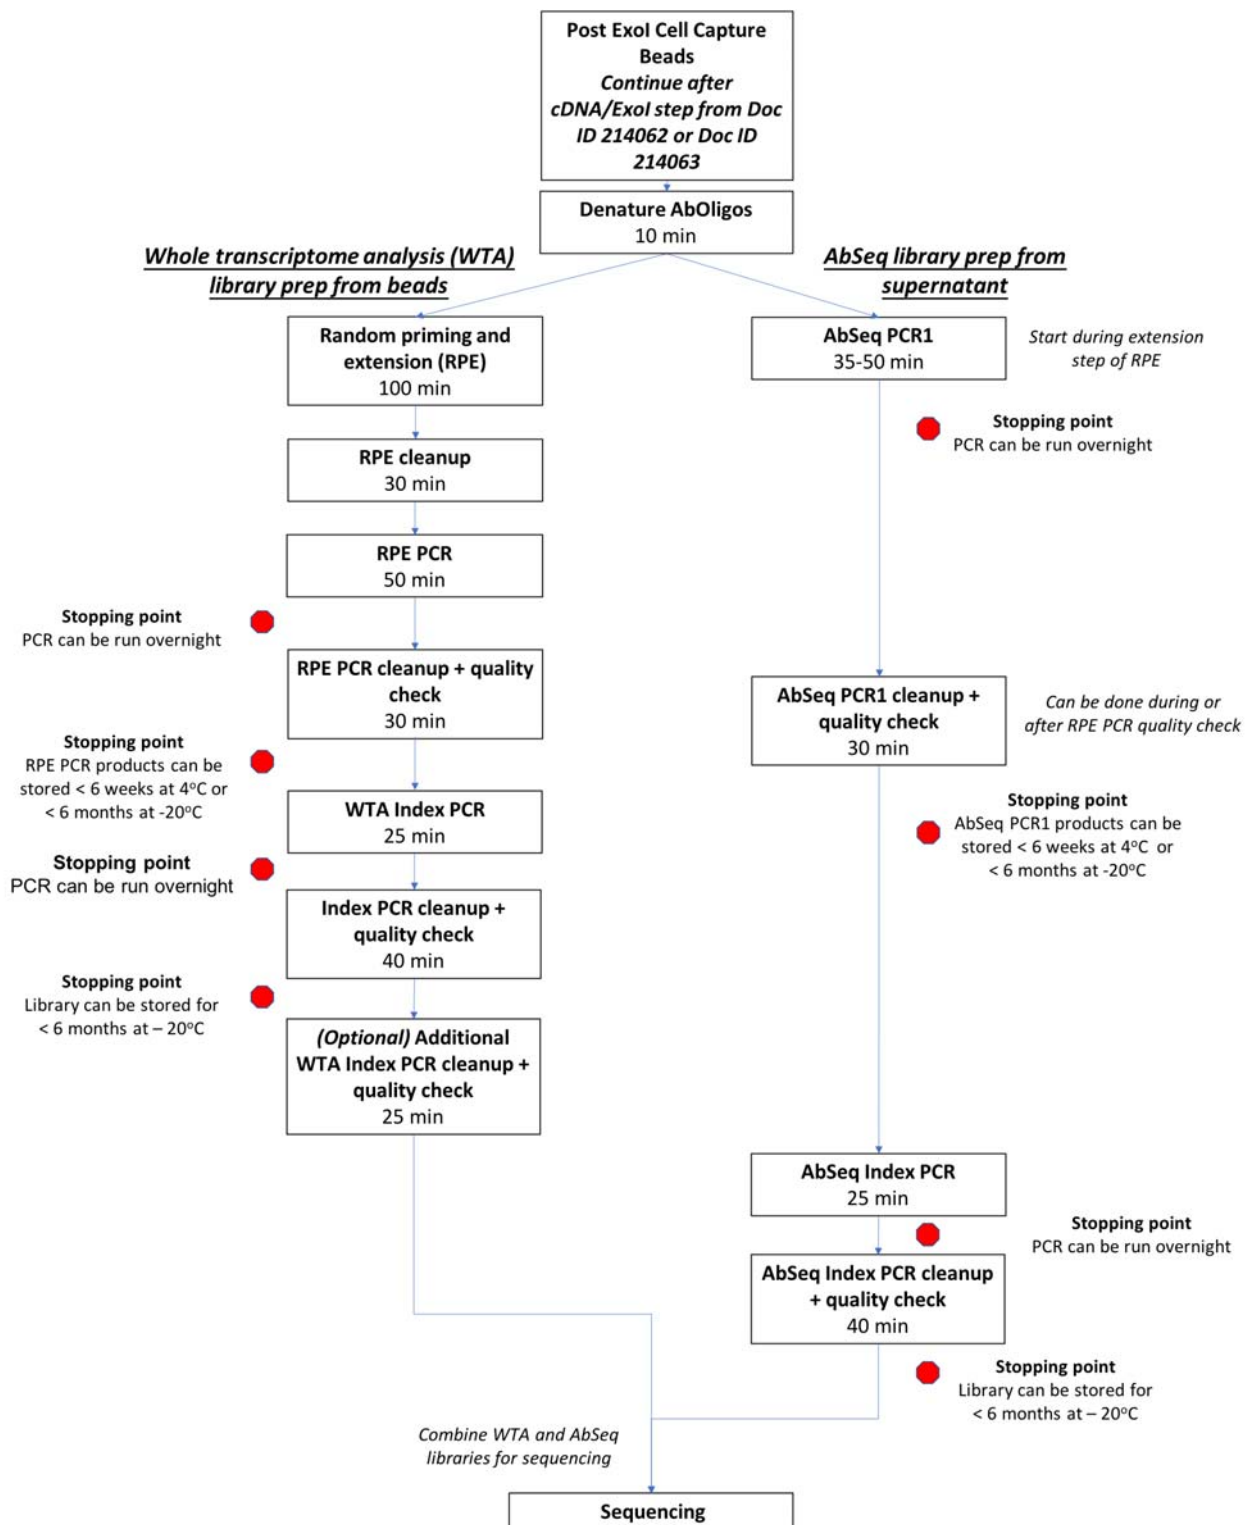 Post ExoI Cell Capture
Beads
Continue after
cDNA/ExoI step from Doc
ID 214062 or Doc ID
214063
Denature AbOligos
10 min
Whole transcriptome analysis (WTA)
library prep from beads
AbSeq library prep from
supernatant
Random priming and
extension (RPE)
100 min
AbSeq PCR1
35-50 min
Start during extension
step of RPE
Stopping point
PCR can be run overnight
RPE cleanup
30 min
RPE PCR
50 min
Stopping point
PCR can be run overnight
RPE PCR cleanup + quality
check
30 min
AbSeq PCR1 cleanup +
quality check
30 min
Can be done during or
after RPE PCR quality check
Stopping point
RPE PCR products can be
stored < 6 weeks at 4°C or
< 6 months at -20°C
WTA Index PCR
25 min
Stopping point
AbSeq PCR1 products can be
stored < 6 weeks at 4°C or
< 6 months at -20°C
Stopping point
PCR can be run overnight
Index PCR cleanup +
quality check
40 min
Stopping point
Library can be stored for
< 6 months at – 20°C
(Optional) Additional
WTA Index PCR cleanup +
quality check
25 min
AbSeq Index PCR
25 min
Stopping point
PCR can be run overnight
AbSeq Index PCR cleanup
+ quality check
40 min
Stopping point
Library can be stored for
< 6 months at – 20°C
Combine WTA and AbSeq
libraries for sequencing
Sequencing